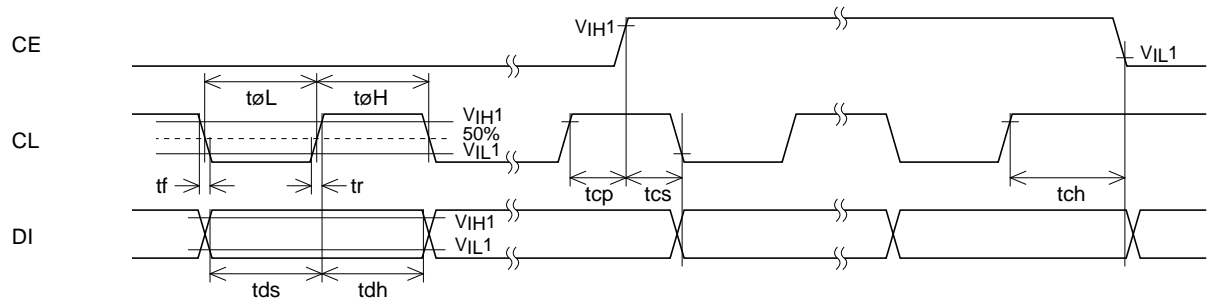 CE
VIH1
VIL1
tøL
tøH
CL
VIH1
50%
VIL1
tf
tr
tcp
tcs
tch
DI
VIH1
VIL1
tds
tdh